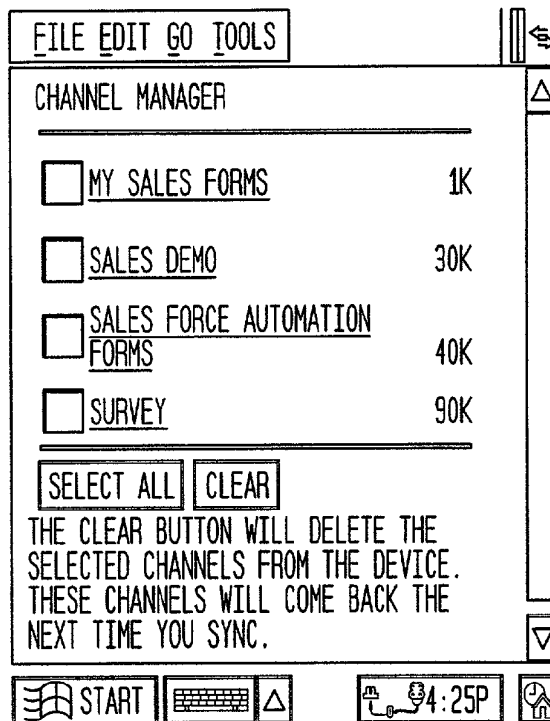 FILE EDIT GO TOOLS
CHANNEL MANAGER
MY SALES FORMS 1K
SALES DEMO 30K
SALES FORCE AUTOMATION
FORMS 40K
SURVEY 90K
SELECT ALL CLEAR
THE CLEAR BUTTON WILL DELETE THE
SELECTED CHANNELS FROM THE DEVICE.
THESE CHANNELS WILL COME BACK THE
NEXT TIME YOU SYNC.
START 4:25P